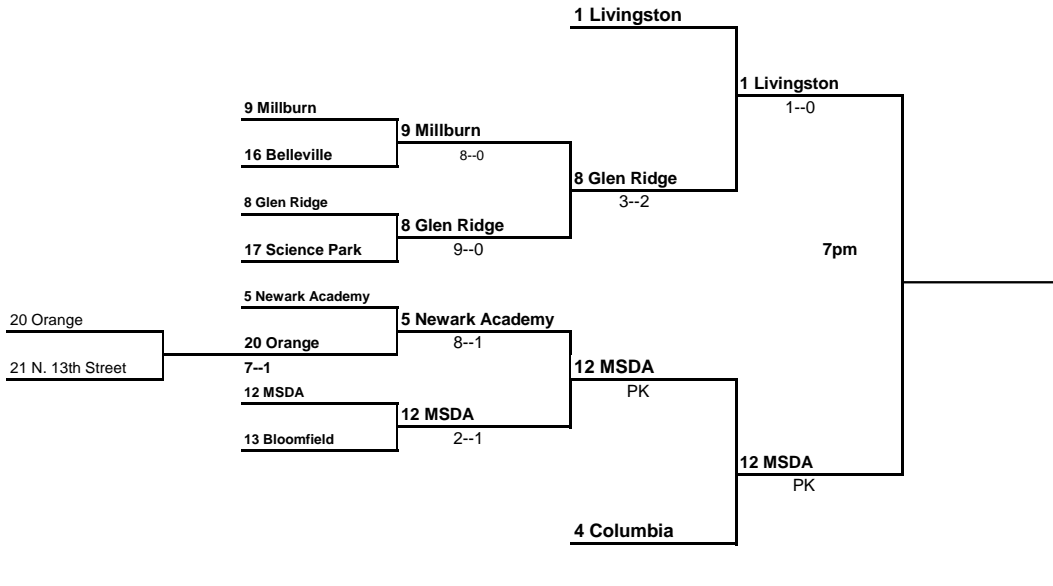 1 Livingston
1 Livingston
1--0
9 Millburn
9 Millburn
16 Belleville
8--0
8 Glen Ridge
3--2
8 Glen Ridge
8 Glen Ridge
17 Science Park
9--0
7pm
5 Newark Academy
20 Orange
5 Newark Academy
20 Orange
8--1
21 N. 13th Street
7--1
12 MSDA
PK
12 MSDA
12 MSDA
13 Bloomfield
2--1
12 MSDA
PK
4 Columbia